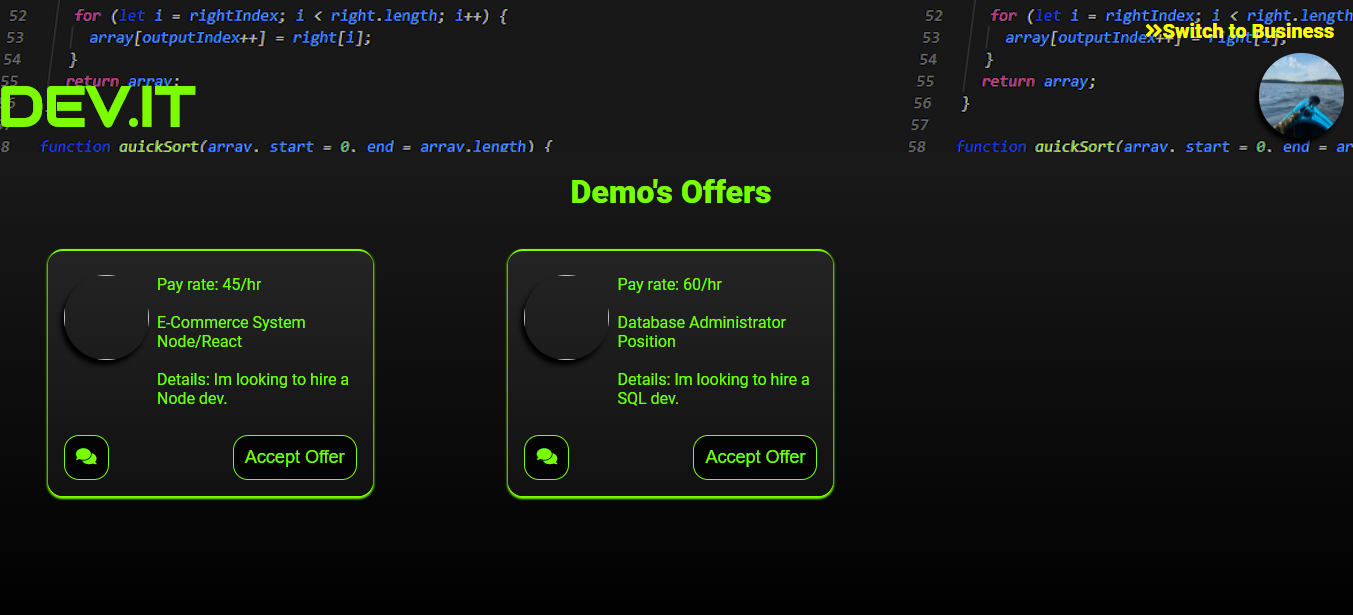 52 for (let i = rightIndex; i < right.length; i++) {
53 array[outputIndex++] = right[i];
54 }
55 return array;
DEV.IT
8 function quickSort(array, start = 0, end = array.length) {
52 for (let i = rightIndex; i < right.length
53 array[outputIndex++] = right[i];
54 }
55 return array;
56 }
57
58 function quickSort(array, start = 0, end = ar
Switch to Business
Demo's Offers
Pay rate: 45/hr
E-Commerce System
Node/React
Details: Im looking to hire a
Node dev.
Accept Offer
Pay rate: 60/hr
Database Administrator
Position
Details: Im looking to hire a
SQL dev.
Accept Offer